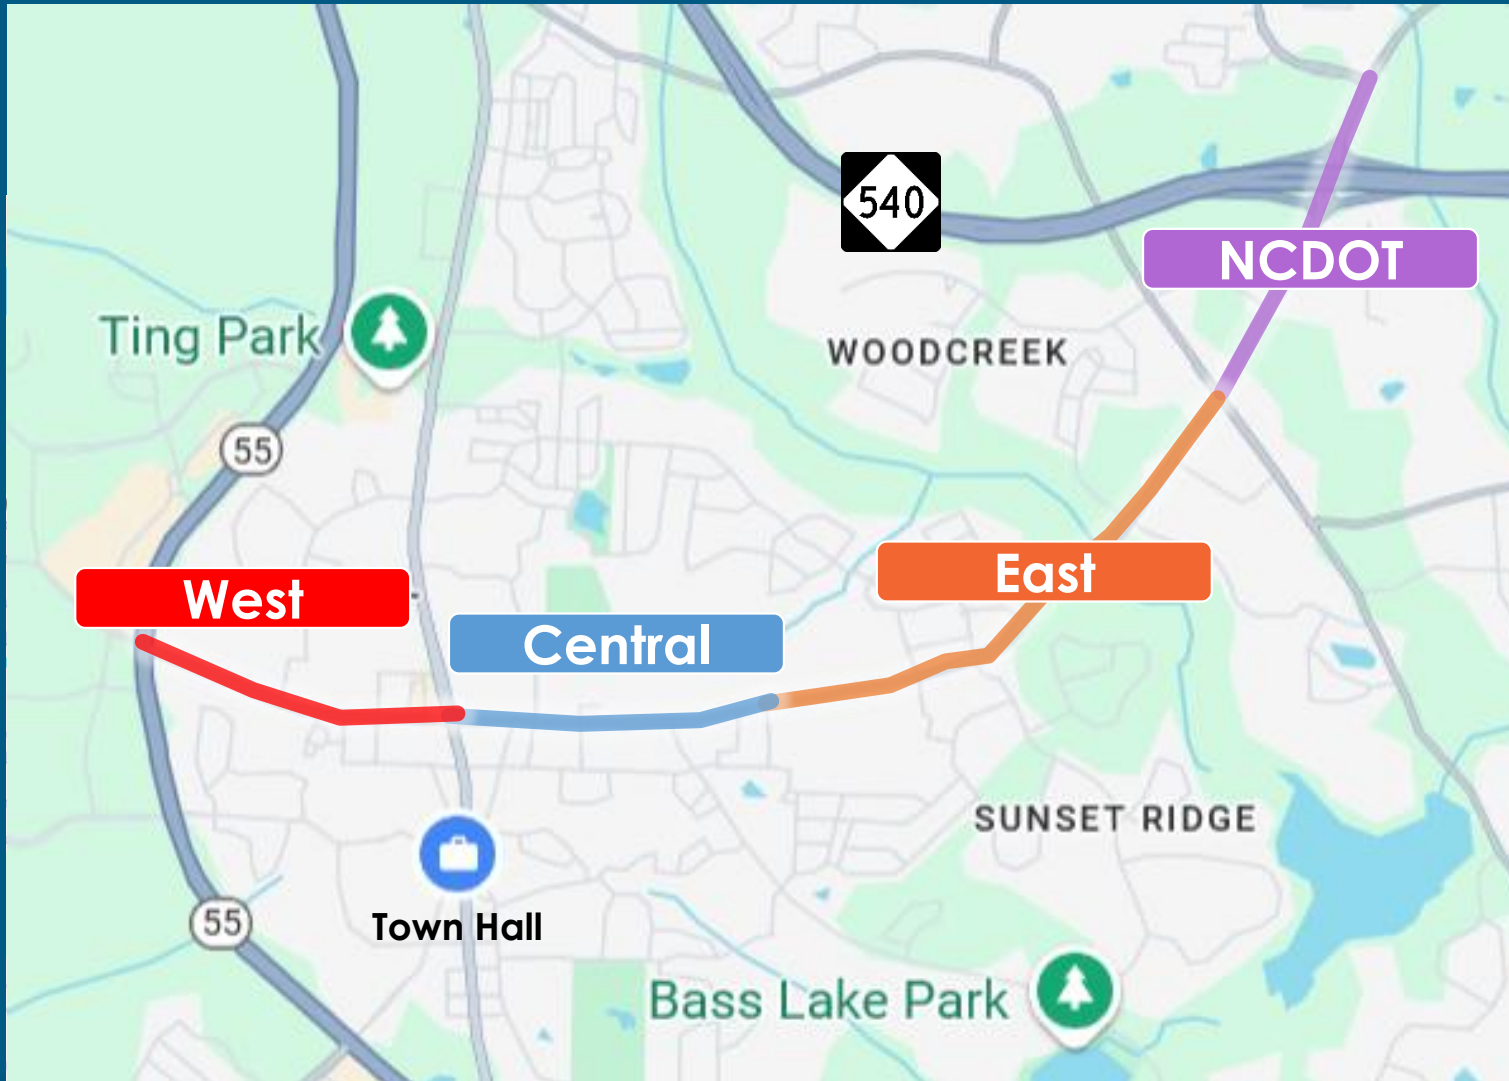 540
NCDOT
Ting Park
WOODCREEK
55
West
East
Central
SUNSET RIDGE
55
Town Hall
Bass Lake Park